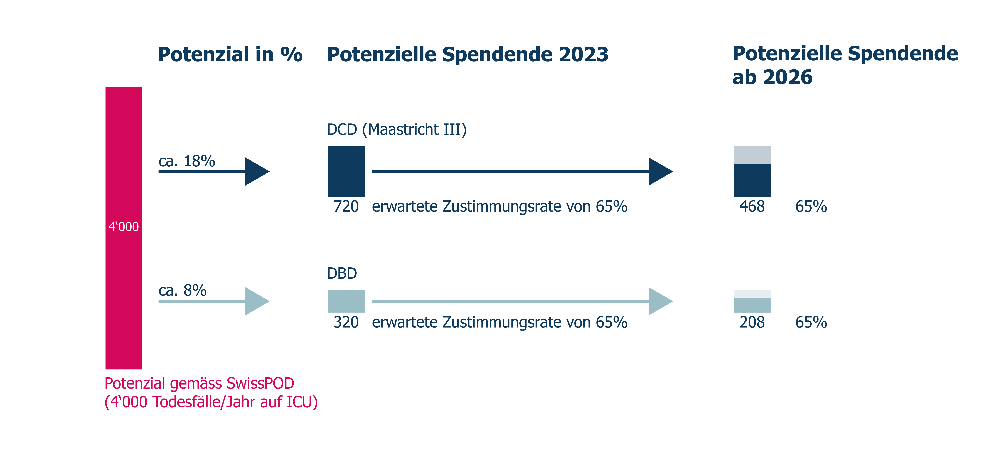 Potenzial in %
Potenzielle Spendende 2023
Potenzielle Spendende
ab 2026
DCD (Maastricht III)
ca. 18%
720
erwartete Zustimmungsrate von 65%
468
65%
4‘000
DBD
ca. 8%
320
erwartete Zustimmungsrate von 65%
208
65%
Potenzial gemäss SwissPOD
(4‘000 Todesfälle/Jahr auf ICU)